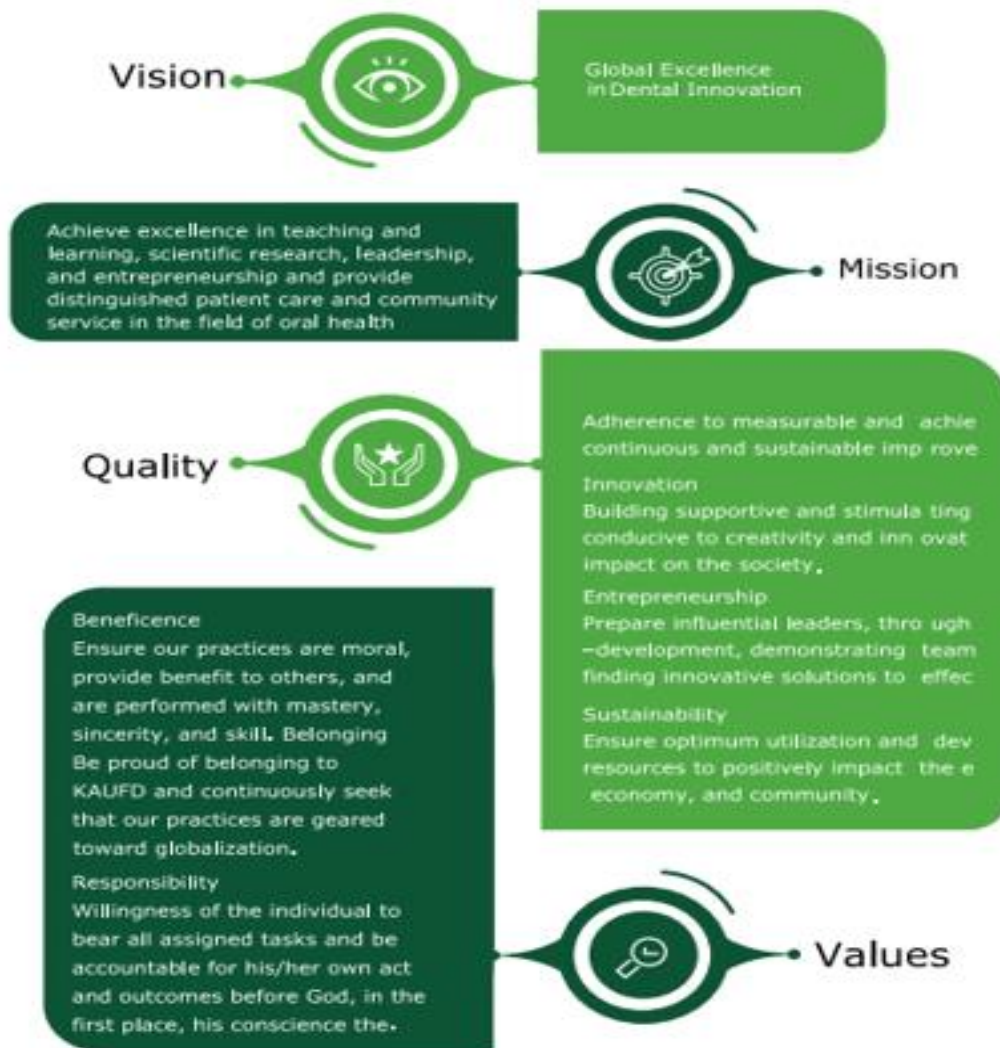 Vision
Global Excellence
in Dental Innovation
Achieve excellence in teaching and
learning, scientific research, leadership,
and entrepreneurship and provide
distinguished patient care and community
service in the field of oral health
Mission
Quality
Adherence to measurable and achie
continuous and sustainable imp rove
Innovation
Building supportive and stimula ting
conducive to creativity and inn ovat
impact on the society.
Entrepreneurship
Prepare influential leaders, thro ugh
-development, demonstrating team
finding innovative solutions to effec
Sustainability
Ensure optimum utilization and dev
resources to positively impact the e
economy, and community.
Beneficence
Ensure our practices are moral,
provide benefit to others, and
are performed with mastery,
sincerity, and skill. Belonging
Be proud of belonging to
KAUFD and continuously seek
that our practices are geared
toward globalization.
Responsibility
Willingness of the individual to
bear all assigned tasks and be
accountable for his/her own act
and outcomes before God, in the
first place, his conscience the.
Values